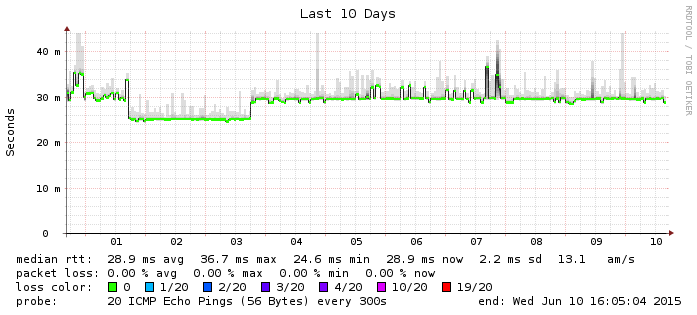 Last 10 Days
RRDTOOL / TOBI OETIKER
Seconds
40 m
30 m
20 m
10 m
0
01 02 03 04 05 06 07 08 09 10
median rtt: 28.9 ms avg 36.7 ms max 24.6 ms min 28.9 ms now 2.2 ms sd 13.1 am/s
packet loss: 0.00 % avg 0.00 % max 0.00 % min 0.00 % now
loss color: 0 1/20 2/20 3/20 4/20 10/20 19/20
probe: 20 ICMP Echo Pings (56 Bytes) every 300s end: Wed Jun 10 16:05:04 2015